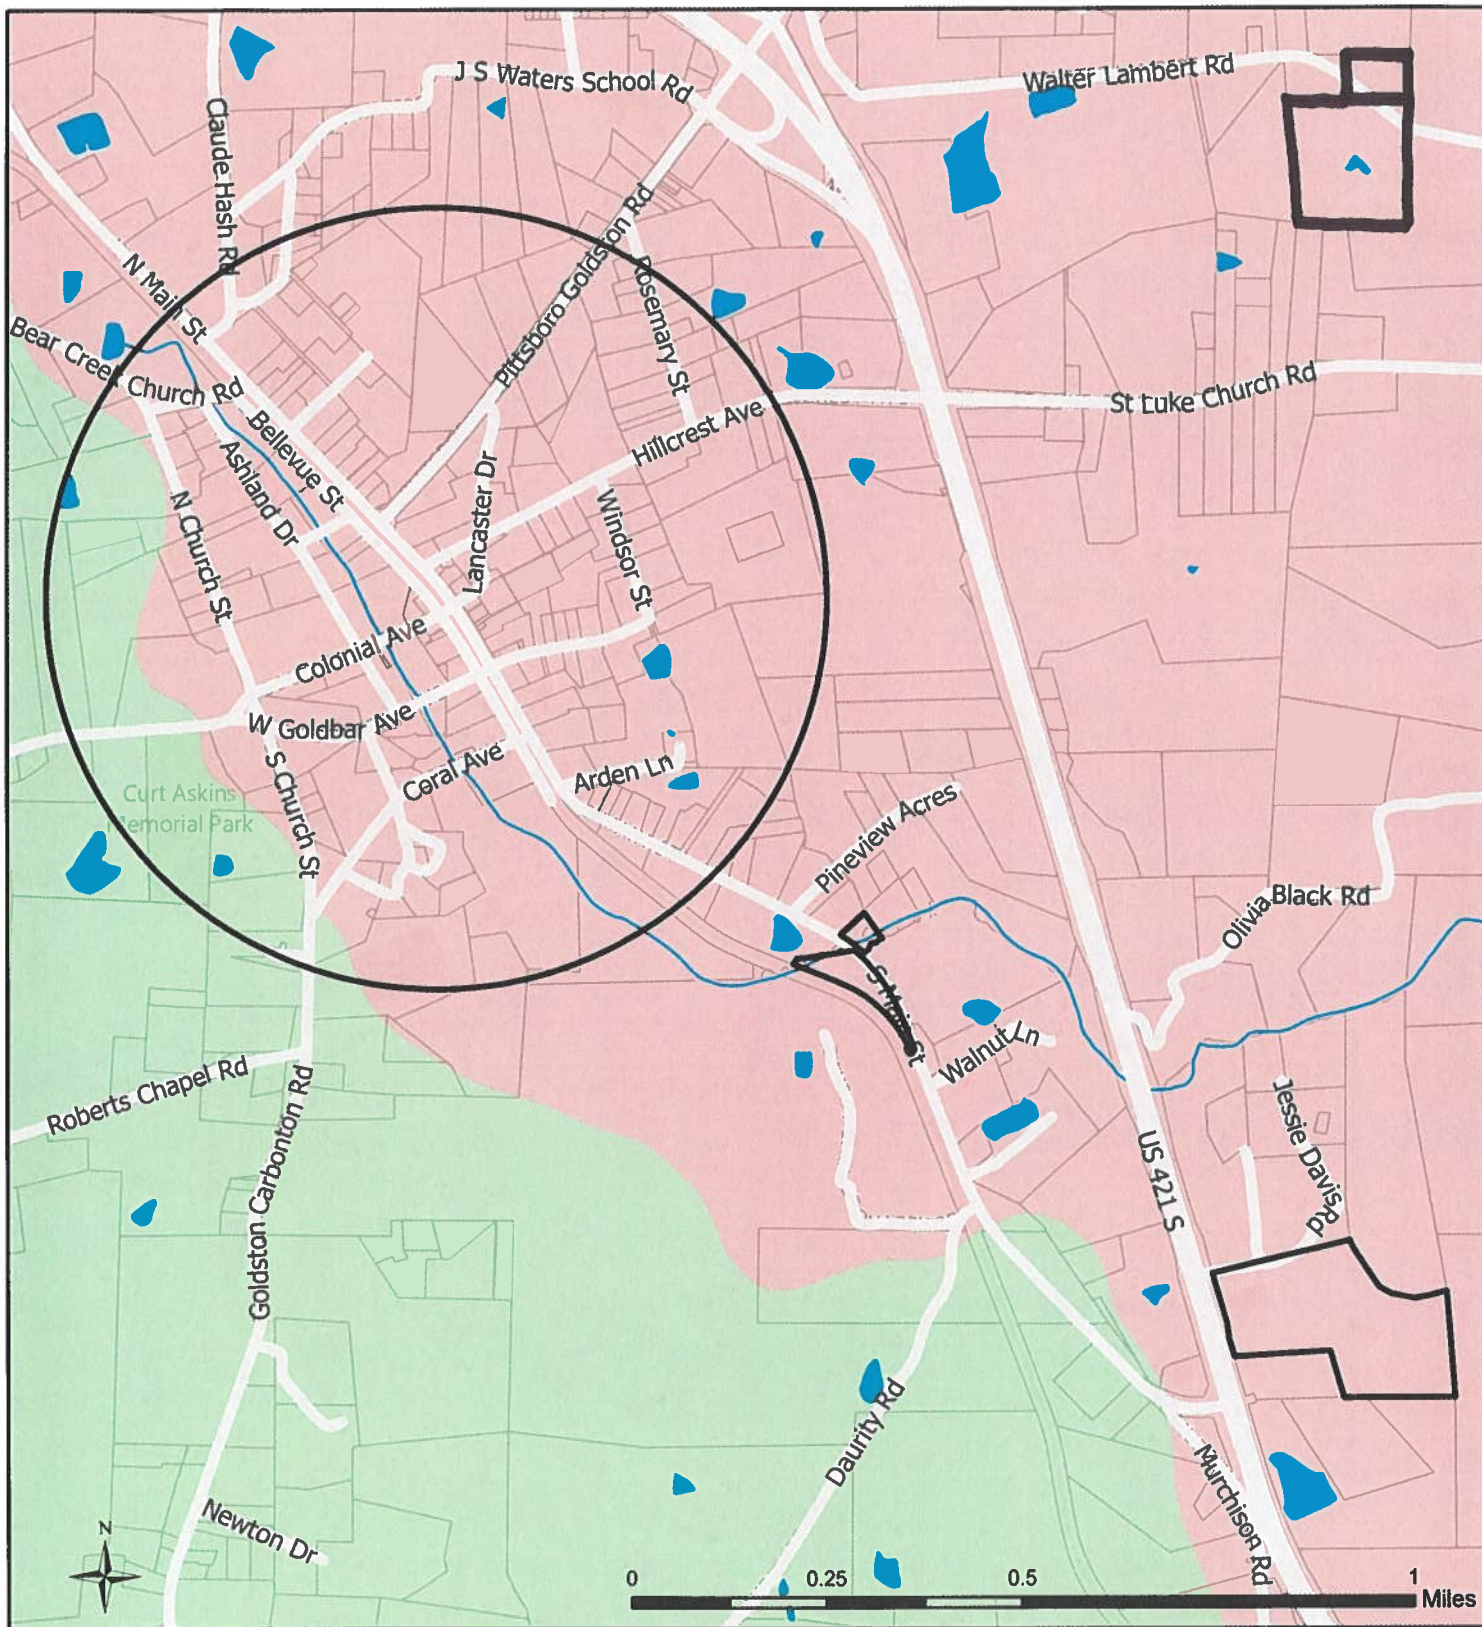 J S Waters School Rd
Walter Lambert Rd
Claude Hash Rd
N Main St
Pittsboro Goldston Rd
Rosemary St
Bear Creek Church Rd
Bellevue St
Ashland Dr
Hillcrest Ave
St Luke Church Rd
Lancaster Dr
Windsor St
N Church St
Colonial Ave
W Goldbar Ave
Coral Ave
Arden Ln
S Church St
Curt Askins
Memorial Park
Pineview Acres
Olivia Black Rd
S Main St
Walnut Ln
Roberts Chapel Rd
Goldston Carbonton Rd
Jessie Davis Rd
US 421 S
Daurity Rd
Murchison Rd
Newton Dr
N
0 0.25 0.5 1
Miles